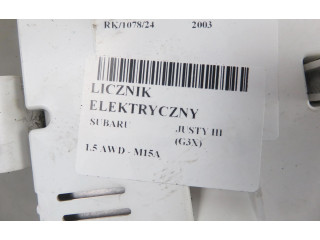 RK/1078/24 2003
LICZNIK
ELEKTRYCZNY
SUBARU JUSTY III
(G3X)
1.5 AWD - M15A